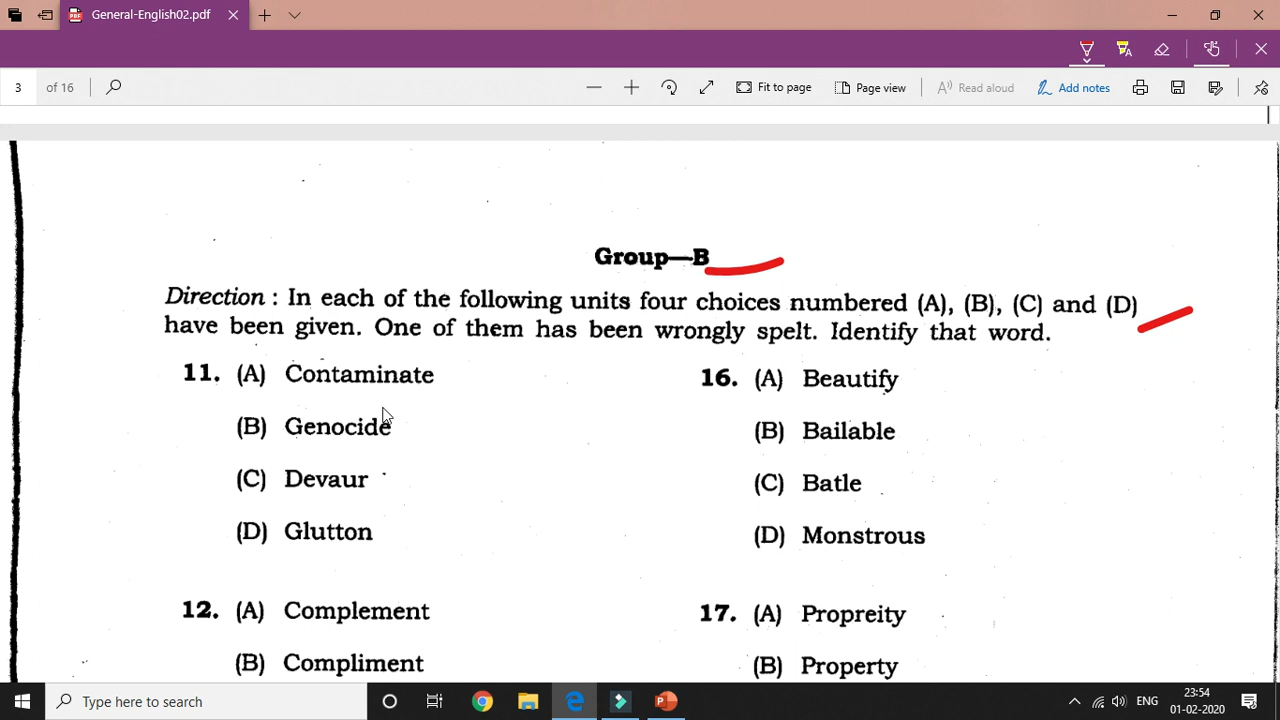 General-English02.pdf
3 of 16
Fit to page
Page view
Read aloud
Add notes
Group—B
Direction : In each of the following units four choices numbered (A), (B), (C) and (D)
have been given. One of them has been wrongly spelt. Identify that word.
11. (A) Contaminate
(B) Genocide
(C) Devaur
(D) Glutton
12. (A) Complement
(B) Compliment
16. (A) Beautify
(B) Bailable
(C) Batle
(D) Monstrous
17. (A) Propreity
(B) Property
Type here to search
ENG
23:54
01-02-2020